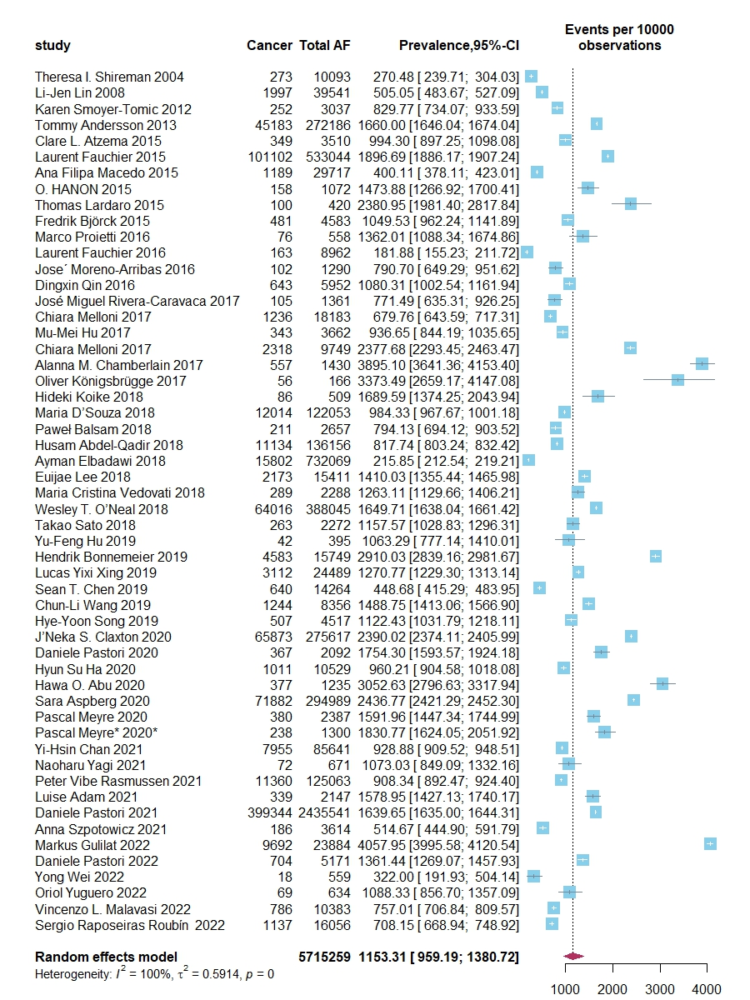 Events per 10000
observations
study Cancer Total AF Prevalence,95%-CI
Theresa I. Shireman 2004 273 10093 270.48 [ 239.71; 304.03]
Li-Jen Lin 2008 1997 39541 505.05 [ 483.67; 527.09]
Karen Smoyer-Tomic 2012 252 3037 829.77 [ 734.07; 933.59]
Tommy Andersson 2013 45183 272186 1660.00 [1646.04; 1674.04]
Clare L. Atzema 2015 349 3510 994.30 [ 897.25; 1098.08]
Laurent Fauchier 2015 101102 533044 1896.69 [1886.17; 1907.24]
Ana Filipa Macedo 2015 1189 29717 400.11 [ 378.11; 423.01]
O. HANON 2015 158 1072 1473.88 [1266.92; 1700.41]
Thomas Lardaro 2015 100 420 2380.95 [1981.40; 2817.84]
Fredrik Björck 2015 481 4583 1049.53 [ 962.24; 1141.89]
Marco Proietti 2016 76 558 1362.01 [1088.34; 1674.86]
Laurent Fauchier 2016 163 8962 181.88 [ 155.23; 211.72]
Jose´ Moreno-Arribas 2016 102 1290 790.70 [ 649.29; 951.62]
Dingxin Qin 2016 643 5952 1080.31 [1002.54; 1161.94]
José Miguel Rivera-Caravaca 2017 105 1361 771.49 [ 635.31; 926.25]
Chiara Melloni 2017 1236 18183 679.76 [ 643.59; 717.31]
Mu-Mei Hu 2017 343 3662 936.65 [ 844.19; 1035.65]
Chiara Melloni 2017 2318 9749 2377.68 [2293.45; 2463.47]
Alanna M. Chamberlain 2017 557 1430 3895.10 [3641.36; 4153.40]
Oliver Königsbrügge 2017 56 166 3373.49 [2659.17; 4147.08]
Hideki Koike 2018 86 509 1689.59 [1374.25; 2043.94]
Maria D’Souza 2018 12014 122053 984.33 [ 967.67; 1001.18]
Paweł Balsam 2018 211 2657 794.13 [ 694.12; 903.52]
Husam Abdel-Qadir 2018 11134 136156 817.74 [ 803.24; 832.42]
Ayman Elbadawi 2018 15802 732069 215.85 [ 212.54; 219.21]
Euijae Lee 2018 2173 15411 1410.03 [1355.44; 1465.98]
Maria Cristina Vedovati 2018 289 2288 1263.11 [1129.66; 1406.21]
Wesley T. O’Neal 2018 64016 388045 1649.71 [1638.04; 1661.42]
Takao Sato 2018 263 2272 1157.57 [1028.83; 1296.31]
Yu-Feng Hu 2019 42 395 1063.29 [ 777.14; 1410.01]
Hendrik Bonnemeier 2019 4583 15749 2910.03 [2839.16; 2981.67]
Lucas Yixi Xing 2019 3112 24489 1270.77 [1229.30; 1313.14]
Sean T. Chen 2019 640 14264 448.68 [ 415.29; 483.95]
Chun-Li Wang 2019 1244 8356 1488.75 [1413.06; 1566.90]
Hye-Yoon Song 2019 507 4517 1122.43 [1031.79; 1218.11]
J’Neka S. Claxton 2020 65873 275617 2390.02 [2374.11; 2405.99]
Daniele Pastori 2020 367 2092 1754.30 [1593.57; 1924.18]
Hyun Su Ha 2020 1011 10529 960.21 [ 904.58; 1018.08]
Hawa O. Abu 2020 377 1235 3052.63 [2796.63; 3317.94]
Sara Aspberg 2020 71882 294989 2436.77 [2421.29; 2452.30]
Pascal Meyre 2020 380 2387 1591.96 [1447.34; 1744.99]
Pascal Meyre* 2020* 238 1300 1830.77 [1624.05; 2051.92]
Yi-Hsin Chan 2021 7955 85641 928.88 [ 909.52; 948.51]
Naoharu Yagi 2021 72 671 1073.03 [ 849.09; 1332.16]
Peter Vibe Rasmussen 2021 11360 125063 908.34 [ 892.47; 924.40]
Luise Adam 2021 339 2147 1578.95 [1427.13; 1740.17]
Daniele Pastori 2021 399344 2435541 1639.65 [1635.00; 1644.31]
Anna Szpotowicz 2021 186 3614 514.67 [ 444.90; 591.79]
Markus Gulilat 2022 9692 23884 4057.95 [3995.58; 4120.54]
Daniele Pastori 2022 704 5171 1361.44 [1269.07; 1457.93]
Yong Wei 2022 18 559 322.00 [ 191.93; 504.14]
Oriol Yuguero 2022 69 634 1088.33 [ 856.70; 1357.09]
Vincenzo L. Malavasi 2022 786 10383 757.01 [ 706.84; 809.57]
Sergio Raposeiras Roubín 2022 1137 16056 708.15 [ 668.94; 748.92]
Random effects model 5715259 1153.31 [ 959.19; 1380.72]
Heterogeneity: I² = 100%, τ² = 0.5914, p = 0
1000 2000 3000 4000